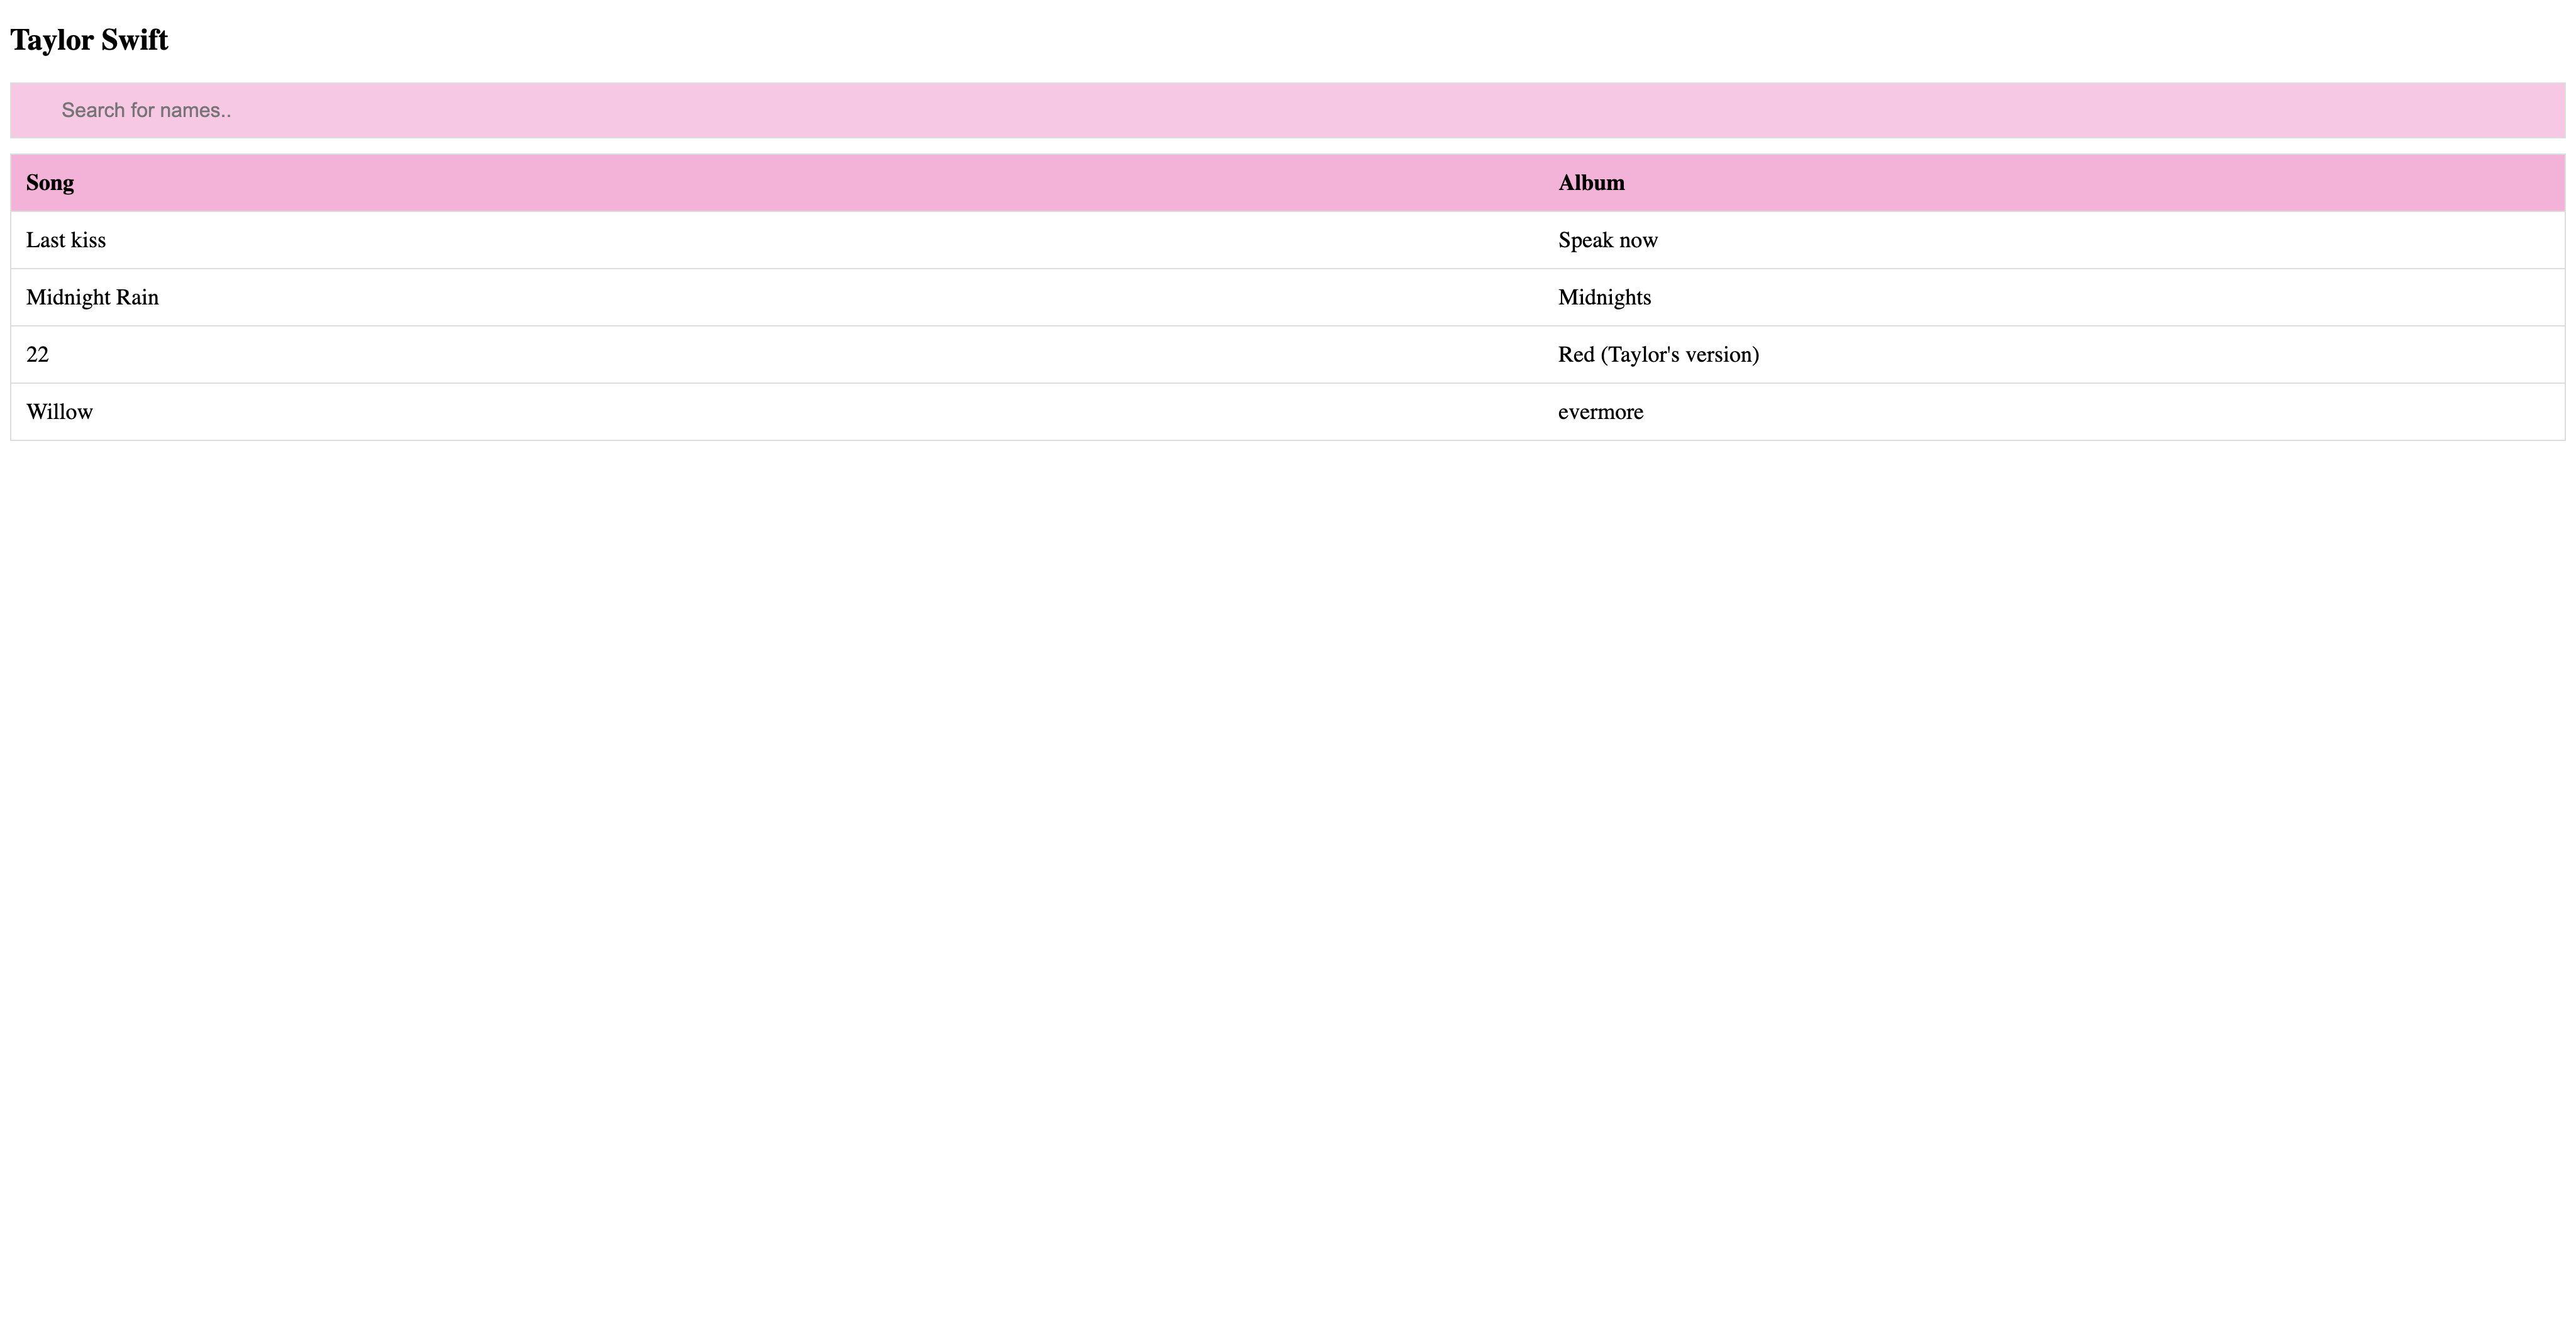 Taylor Swift
Search for names..
Song Album
Last kiss Speak now
Midnight Rain Midnights
22 Red (Taylor's version)
Willow evermore